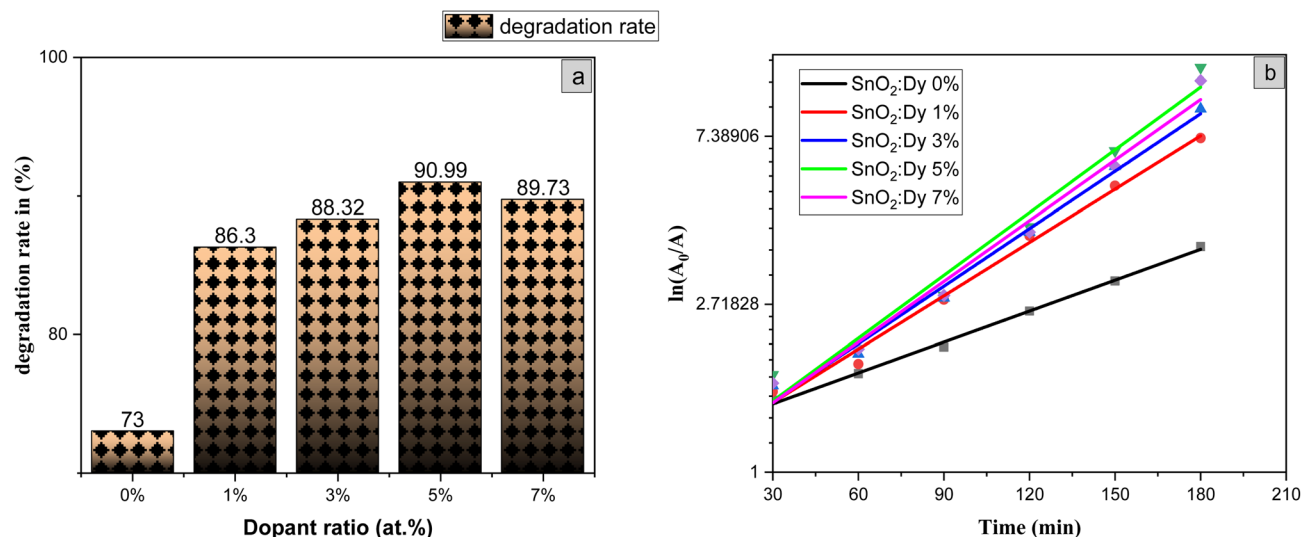 degradation rate
a
degradation rate in (%)
100
80
73
86.3
88.32
90.99
89.73
0%
1%
3%
5%
7%
Dopant ratio (at.%)
b
SnO₂:Dy 0%
SnO₂:Dy 1%
SnO₂:Dy 3%
SnO₂:Dy 5%
SnO₂:Dy 7%
ln(A₀/A)
7.38906
2.71828
1
30
60
90
120
150
180
210
Time (min)